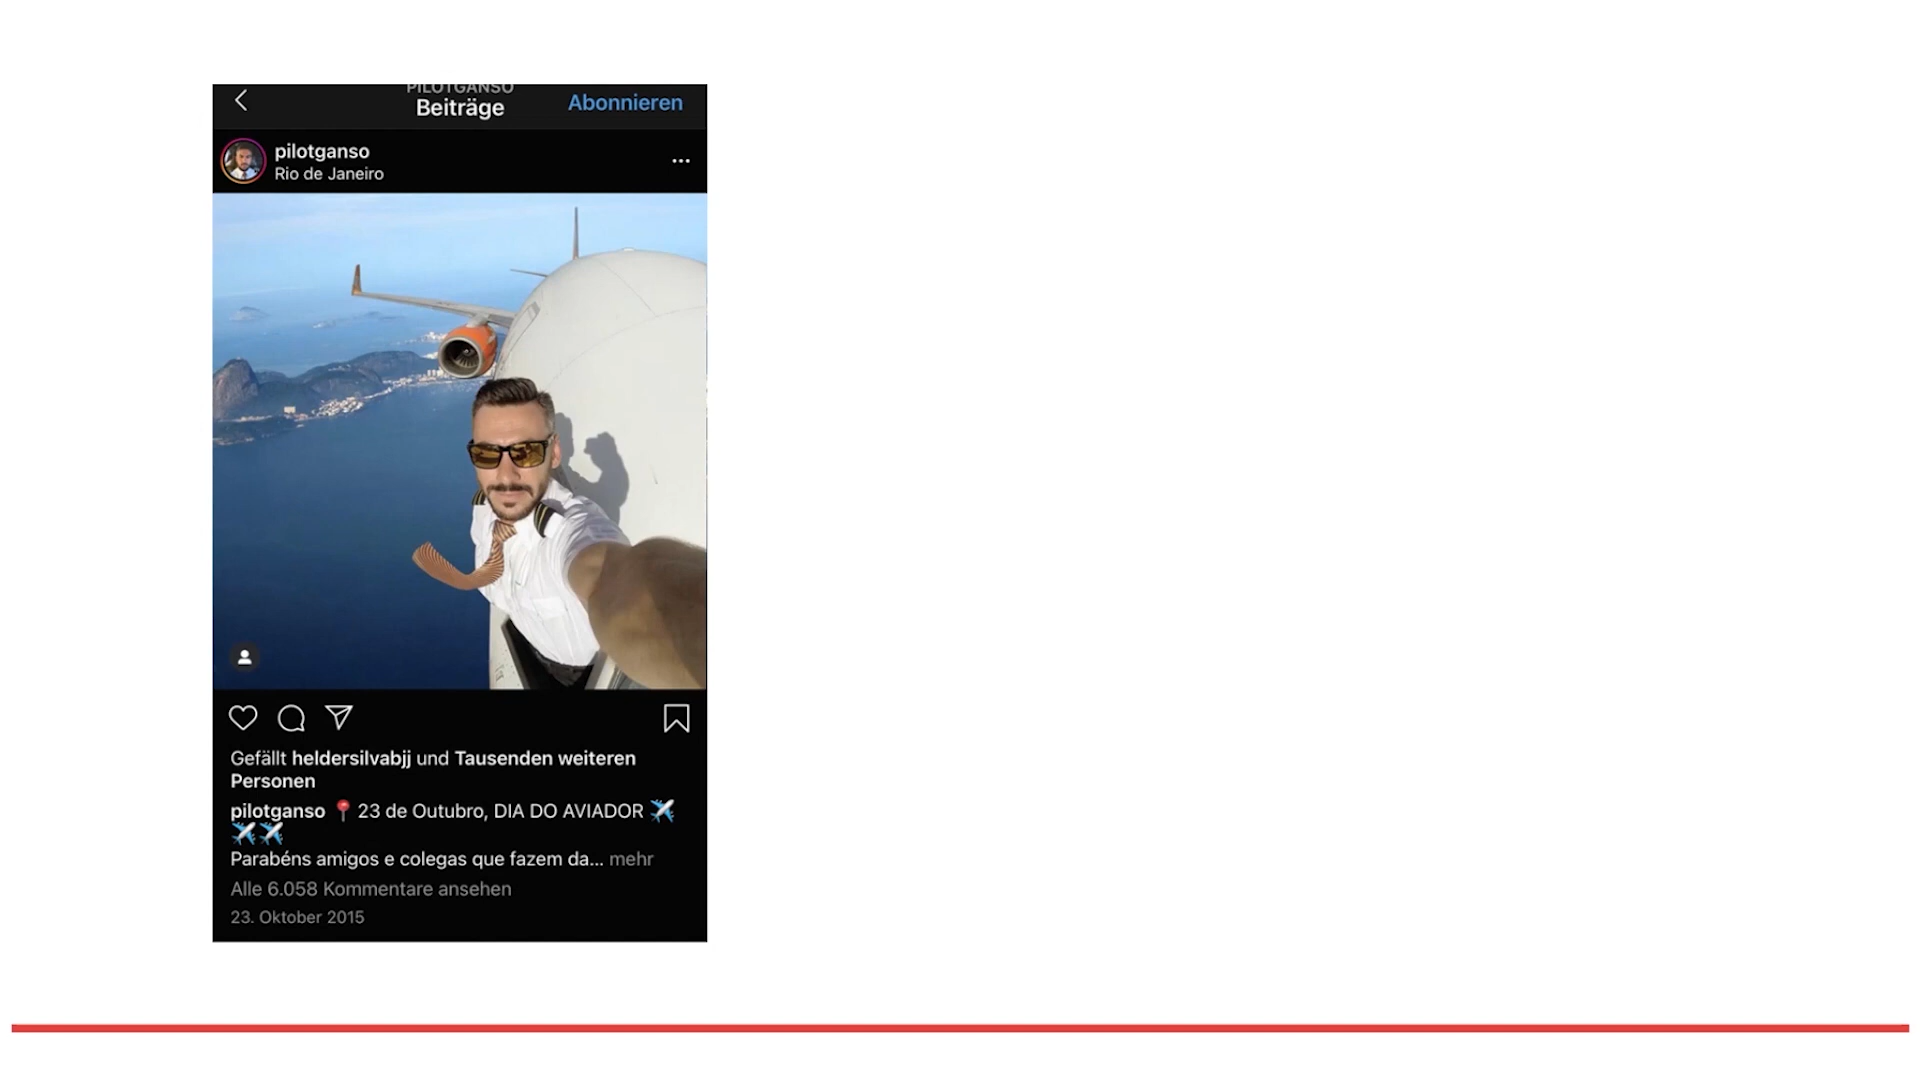 PILOTGANSO
Beiträge
Abonnieren
pilotganso
Rio de Janeiro
Gefällt heldersilvabjj und Tausenden weiteren
Personen
pilotganso 📍 23 de Outubro, DIA DO AVIADOR ✈️
✈️✈️
Parabéns amigos e colegas que fazem da... mehr
Alle 6.058 Kommentare ansehen
23. Oktober 2015